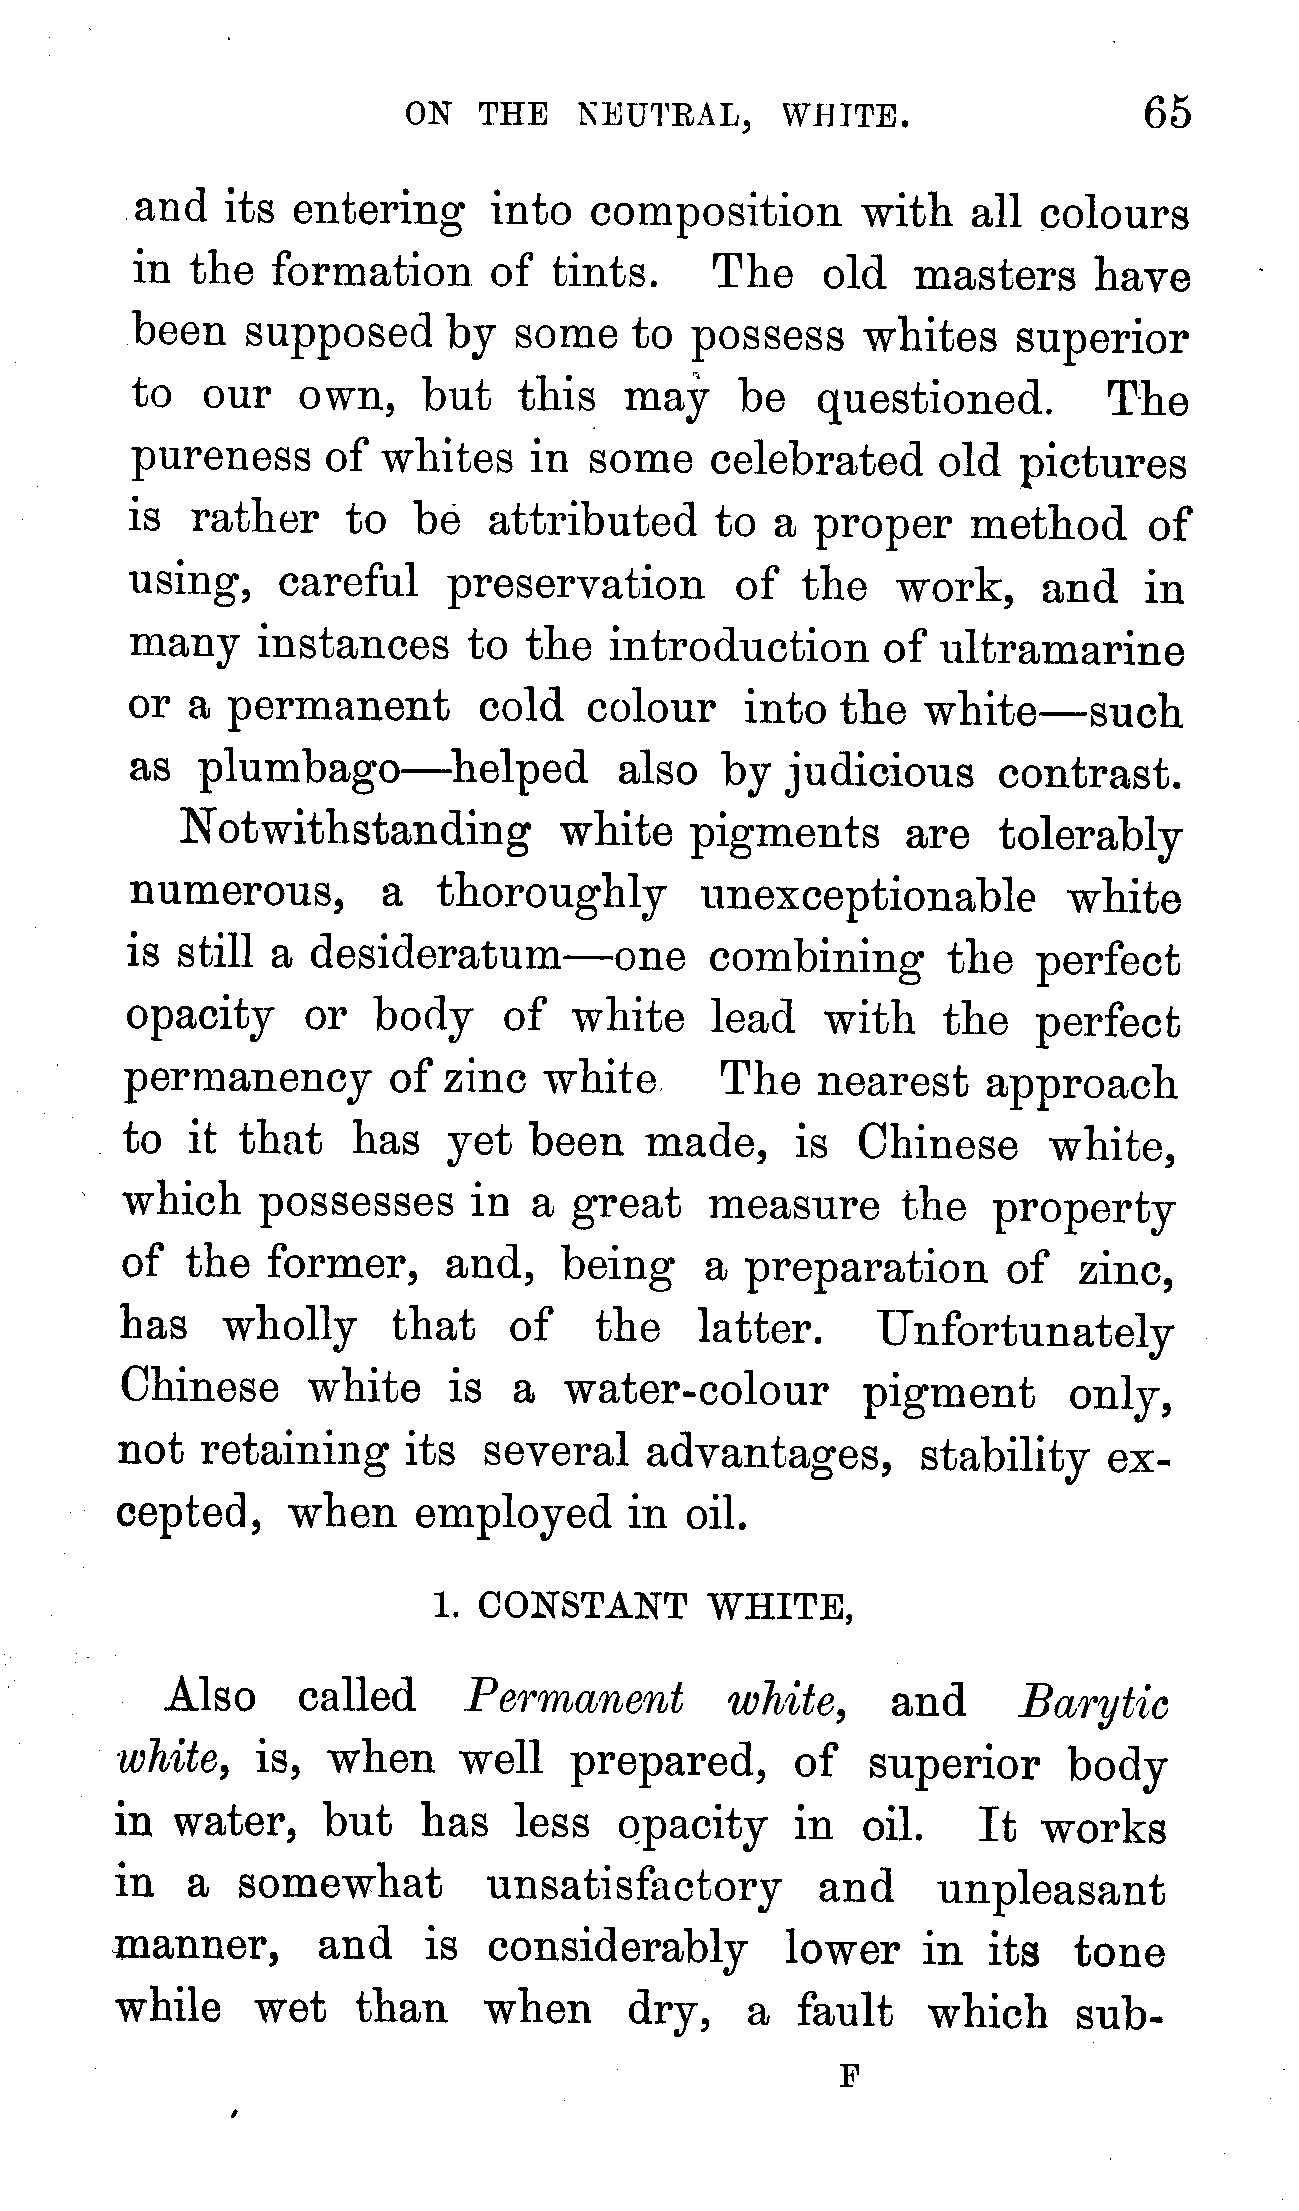 ON THE NEUTRAL, WHITE. 65
and its entering into composition with all colours
in the formation of tints. The old masters have
been supposed by some to possess whites superior
to our own, but this may be questioned. The
pureness of whites in some celebrated old pictures
is rather to be attributed to a proper method of
using, careful preservation of the work, and in
many instances to the introduction of ultramarine
or a permanent cold colour into the white—such
as plumbago—helped also by judicious contrast.
Notwithstanding white pigments are tolerably
numerous, a thoroughly unexceptionable white
is still a desideratum—one combining the perfect
opacity or body of white lead with the perfect
permanency of zinc white. The nearest approach
to it that has yet been made, is Chinese white,
which possesses in a great measure the property
of the former, and, being a preparation of zinc,
has wholly that of the latter. Unfortunately
Chinese white is a water-colour pigment only,
not retaining its several advantages, stability ex-
cepted, when employed in oil.
1. CONSTANT WHITE,
Also called Permanent white, and Barytic
white, is, when well prepared, of superior body
in water, but has less opacity in oil. It works
in a somewhat unsatisfactory and unpleasant
manner, and is considerably lower in its tone
while wet than when dry, a fault which sub-
F